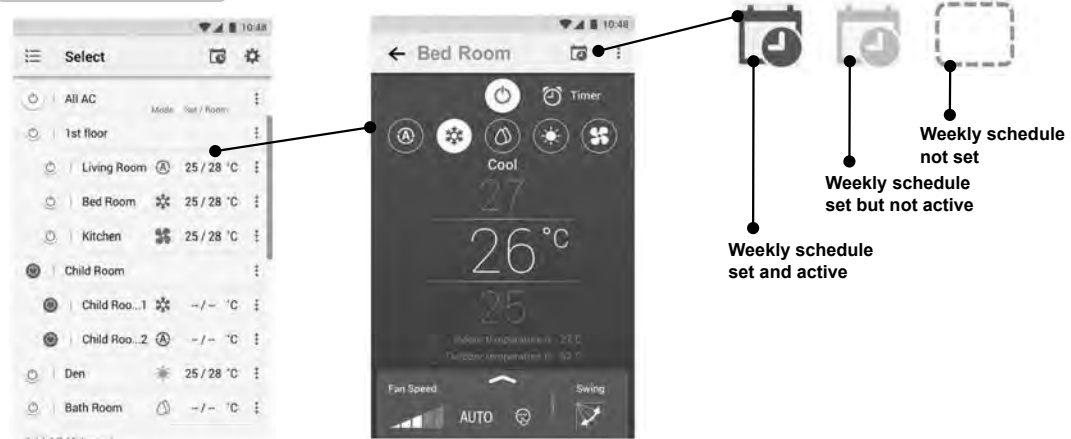 10:48
Select
All AC
Mode Set / Room
1st floor
Living Room 25 / 28 °C
Bed Room 25 / 28 °C
Kitchen 25 / 28 °C
Child Room
Child Roo...1 -- / -- °C
Child Roo...2 -- / -- °C
Den 25 / 28 °C
Bath Room -- / -- °C
10:48
Bed Room
Timer
A
Cool
27
26 °C
25
Fan Speed
Swing
AUTO
Weekly schedule
not set
Weekly schedule
set but not active
Weekly schedule
set and active